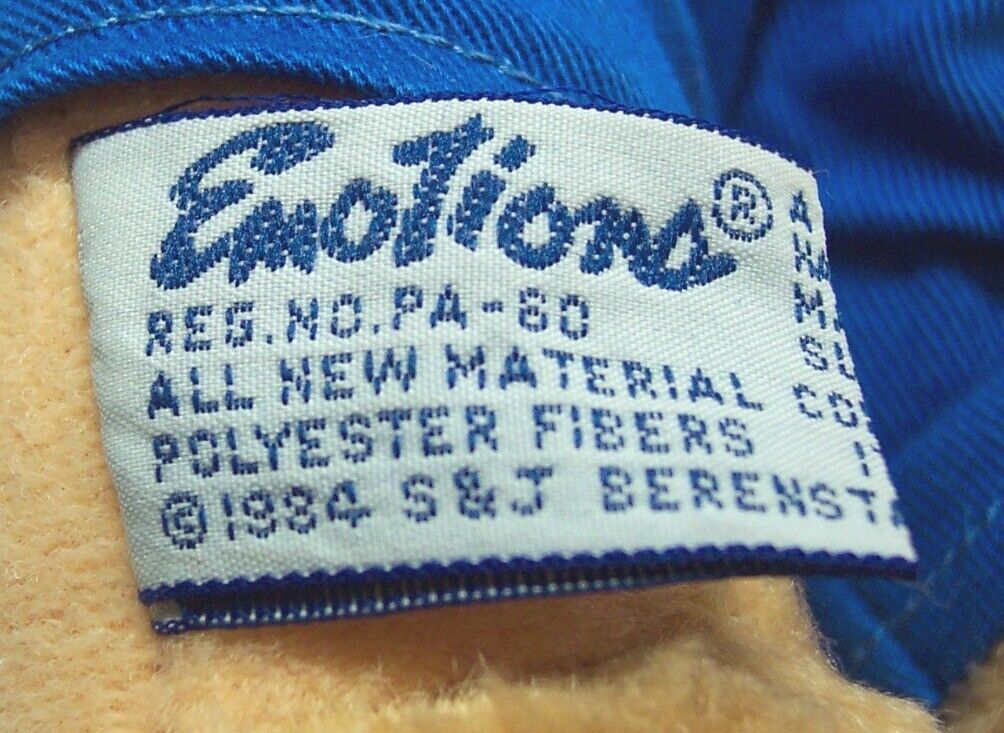 Emotions®
REG.NO.PA-80
ALL NEW MATERIAL
POLYESTER FIBERS
©1984 S&J BERENST